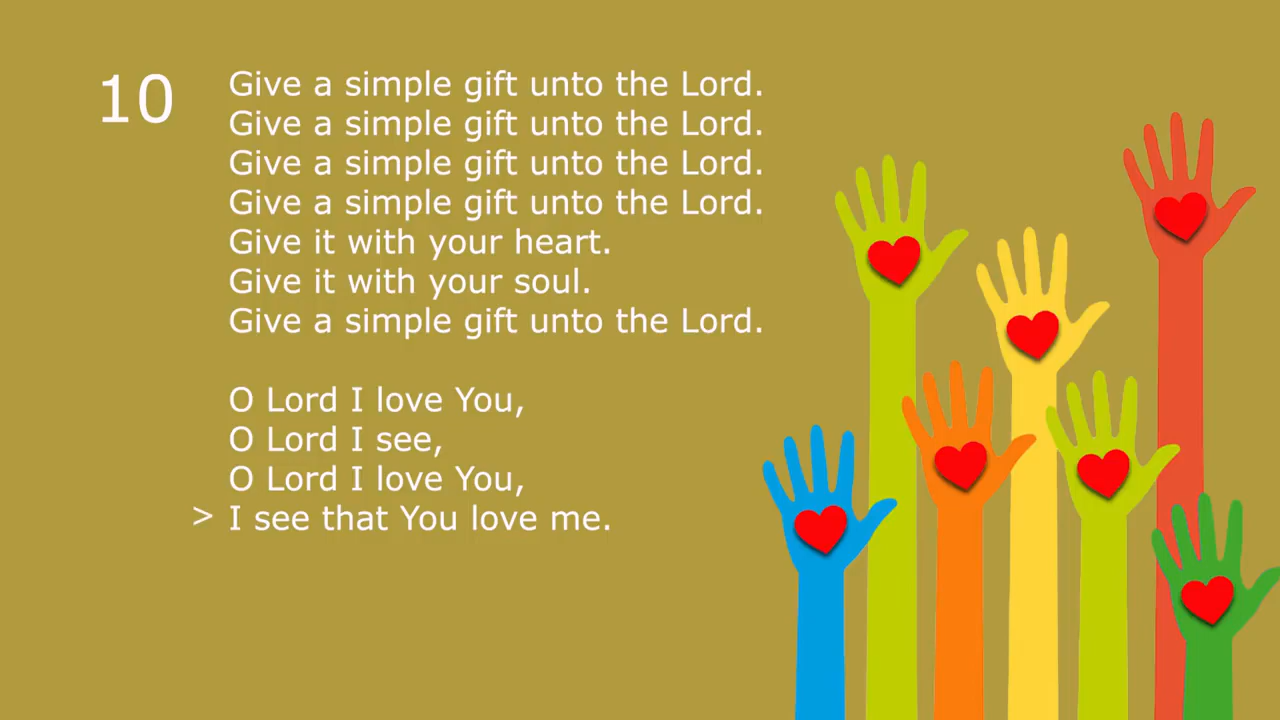 10
Give a simple gift unto the Lord.
Give a simple gift unto the Lord.
Give a simple gift unto the Lord.
Give a simple gift unto the Lord.
Give it with your heart.
Give it with your soul.
Give a simple gift unto the Lord.
O Lord I love You,
O Lord I see,
O Lord I love You,
> I see that You love me.